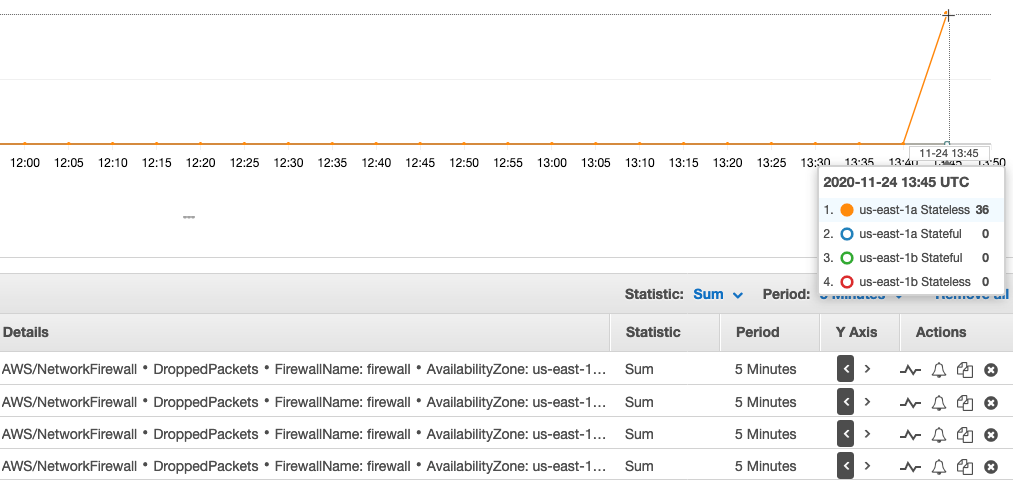 12:00 12:05 12:10 12:15 12:20 12:25 12:30 12:35 12:40 12:45 12:50 12:55 13:00 13:05 13:10 13:15 13:20 13:25 13:30 13:35 13:40 13:45 13:50
11-24 13:45
2020-11-24 13:45 UTC
1. us-east-1a Stateless 36
2. us-east-1a Stateful 0
3. us-east-1b Stateful 0
4. us-east-1b Stateless 0
---
Statistic: Sum Period: 5 Minutes Remove all
Details Statistic Period Y Axis Actions
AWS/NetworkFirewall • DroppedPackets • FirewallName: firewall • AvailabilityZone: us-east-1... Sum 5 Minutes < >
AWS/NetworkFirewall • DroppedPackets • FirewallName: firewall • AvailabilityZone: us-east-1... Sum 5 Minutes < >
AWS/NetworkFirewall • DroppedPackets • FirewallName: firewall • AvailabilityZone: us-east-1... Sum 5 Minutes < >
AWS/NetworkFirewall • DroppedPackets • FirewallName: firewall • AvailabilityZone: us-east-1... Sum 5 Minutes < >